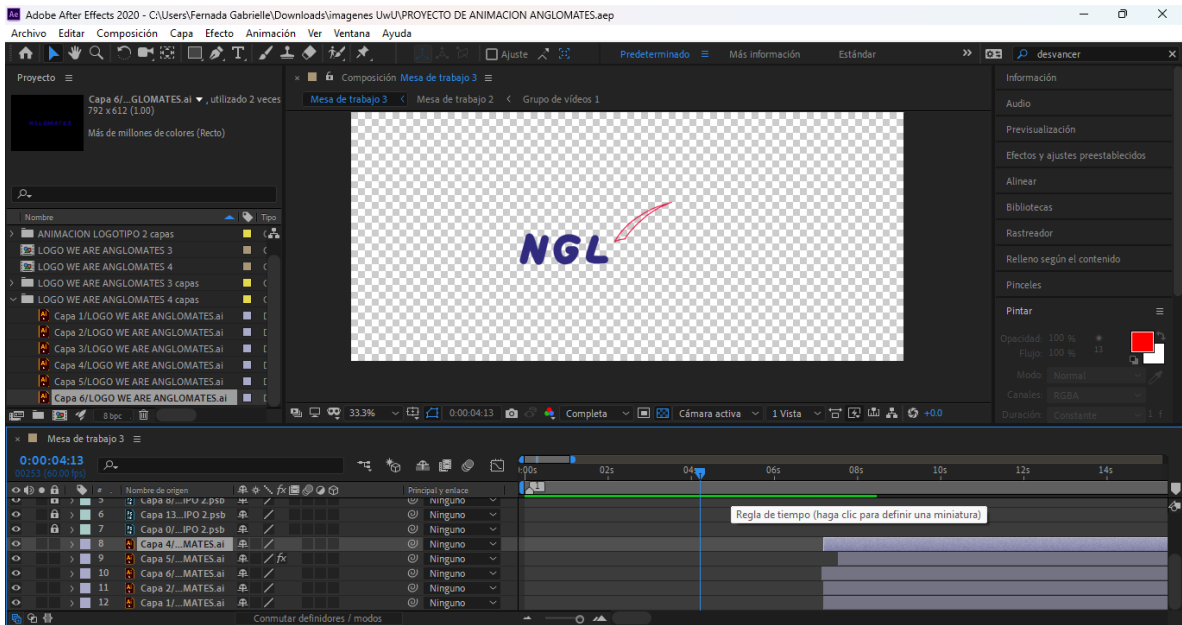 Adobe After Effects 2020 - C:\Users\Fernada Gabrielle\Downloads\imagenes UwU\PROYECTO DE ANIMACION ANGLOMATES.aep
Archivo Editar Composición Capa Efecto Animación Ver Ventana Ayuda
Ajuste Predeterminado Más información Estándar desvancer
Proyecto
Capa 6/...GLOMATES.ai , utilizado 2 veces
792 x 612 (1.00)
Más de millones de colores (Recto)
Nombre Tipo
ANIMACION LOGOTIPO 2 capas
LOGO WE ARE ANGLOMATES 3
LOGO WE ARE ANGLOMATES 4
LOGO WE ARE ANGLOMATES 3 capas
LOGO WE ARE ANGLOMATES 4 capas
Capa 1/LOGO WE ARE ANGLOMATES.ai
Capa 2/LOGO WE ARE ANGLOMATES.ai
Capa 3/LOGO WE ARE ANGLOMATES.ai
Capa 4/LOGO WE ARE ANGLOMATES.ai
Capa 5/LOGO WE ARE ANGLOMATES.ai
Capa 6/LOGO WE ARE ANGLOMATES.ai
8 bpc
Composición Mesa de trabajo 3
Mesa de trabajo 3 Mesa de trabajo 2 Grupo de vídeos 1
NGL
33.3% 0:00:04:13 Completa Cámara activa 1 Vista +0.0
Información
Audio
Previsualización
Efectos y ajustes preestablecidos
Alinear
Bibliotecas
Rastreador
Relleno según el contenido
Pinceles
Pintar
Opacidad: 100 %
Flujo: 100 % 13
Modo: Normal
Canales: RGBA
Duración: Constante 1 f
Mesa de trabajo 3
0:00:04:13
00253 (60.00 fps)
:00s 02s 04s 06s 08s 10s 12s 14s
# Nombre de origen Principal y enlace 1
5 Capa 8/...IPO 2.psb Ninguno
6 Capa 13...IPO 2.psb Ninguno
7 Capa 0/...IPO 2.psb Ninguno
8 Capa 4/...MATES.ai Ninguno
9 Capa 5/...MATES.ai fx Ninguno
10 Capa 6/...MATES.ai Ninguno
11 Capa 2/...MATES.ai Ninguno
12 Capa 1/...MATES.ai Ninguno
Regla de tiempo (haga clic para definir una miniatura)
Conmutar definidores / modos